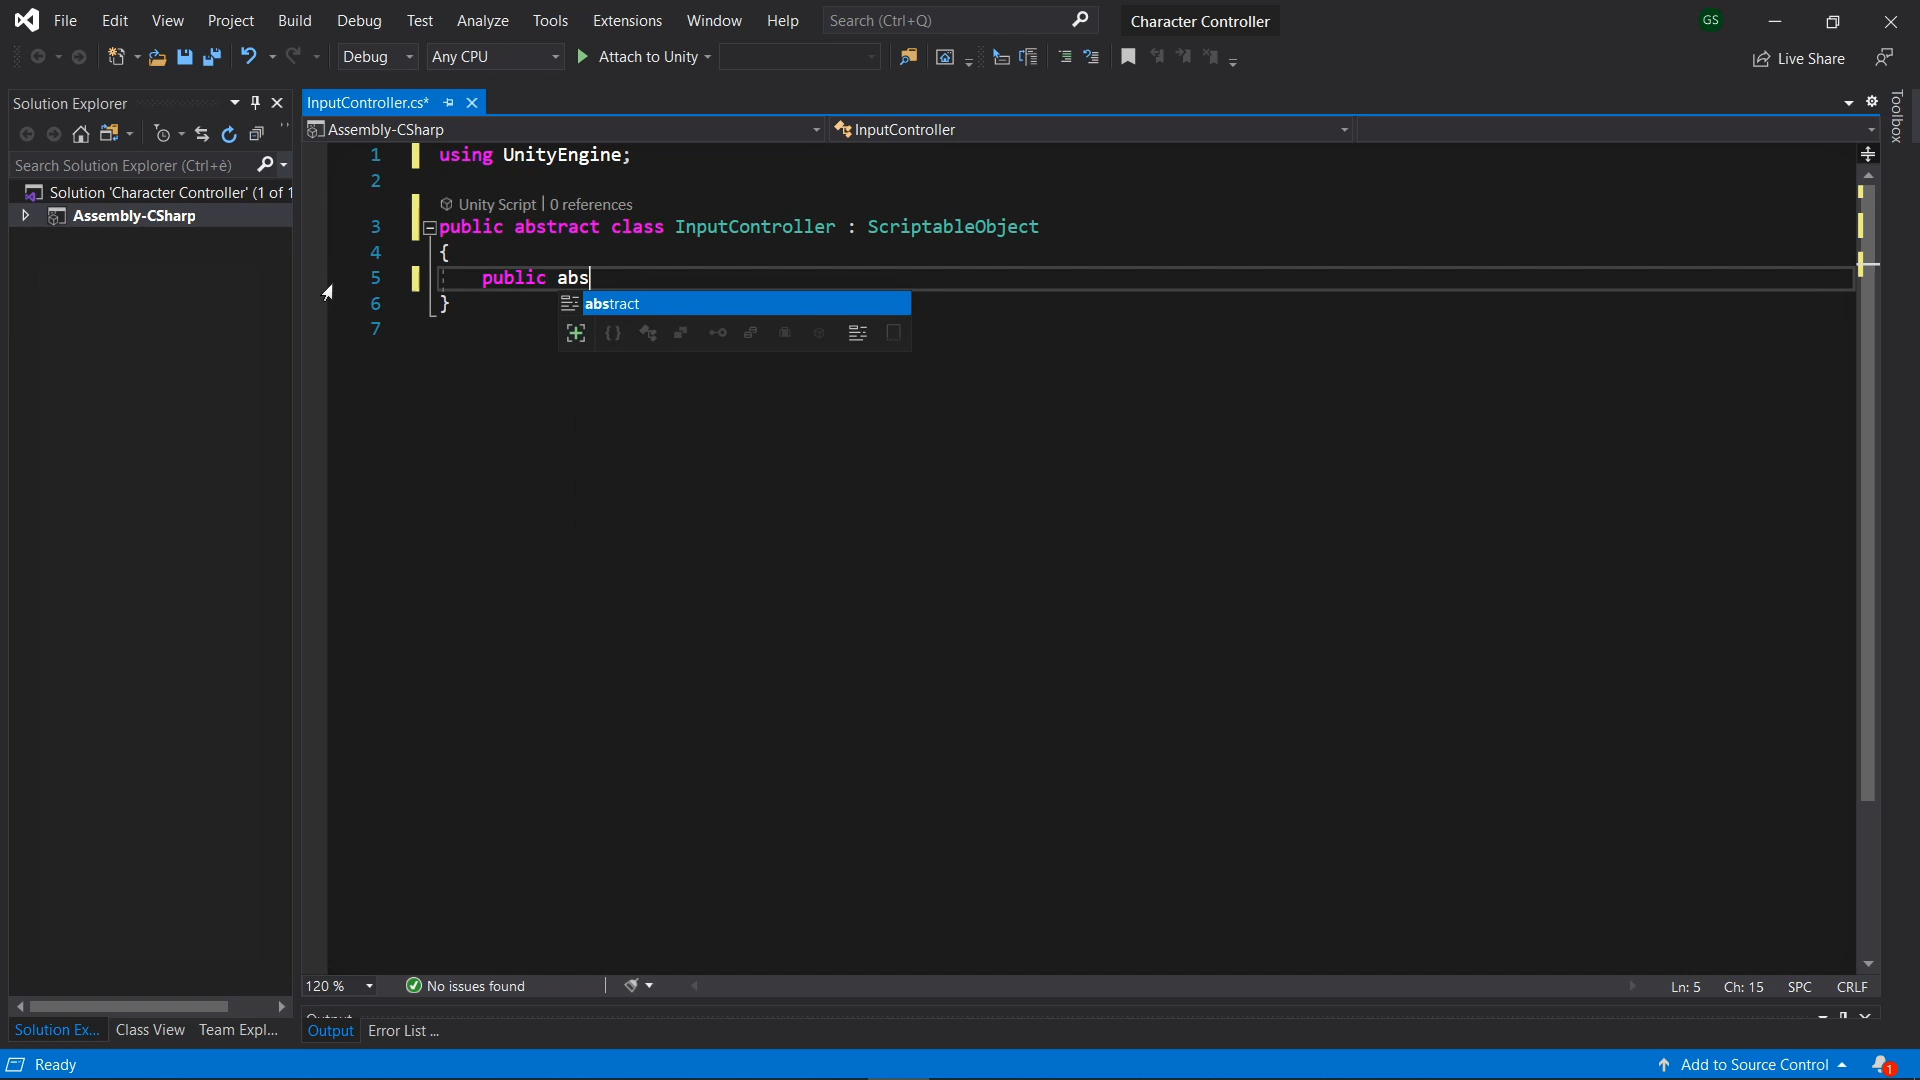 File Edit View Project Build Debug Test Analyze Tools Extensions Window Help Search (Ctrl+Q) Character Controller GS
Debug Any CPU Attach to Unity Live Share
Solution Explorer
Search Solution Explorer (Ctrl+è)
Solution 'Character Controller' (1 of 1
Assembly-CSharp
InputController.cs*
Assembly-CSharp InputController
Toolbox
1 using UnityEngine;
2
Unity Script | 0 references
3 public abstract class InputController : ScriptableObject
4 {
5 public abs
abstract
6 }
7
120 % No issues found Ln: 5 Ch: 15 SPC CRLF
Output
Solution Ex... Class View Team Expl... Output Error List ...
Ready Add to Source Control 1